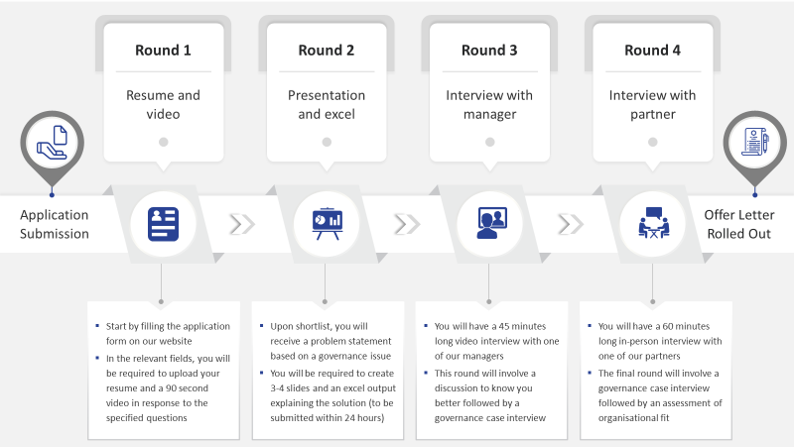 Round 1
Resume and
video
Round 2
Presentation
and excel
Round 3
Interview with
manager
Round 4
Interview with
partner
Application
Submission
Offer Letter
Rolled Out
▪ Start by filling the application
form on our website
▪ In the relevant fields, you will
be required to upload your
resume and a 90 second
video in response to the
specified questions
▪ Upon shortlist, you will
receive a problem statement
based on a governance issue
▪ You will be required to create
3-4 slides and an excel output
explaining the solution (to be
submitted within 24 hours)
▪ You will have a 45 minutes
long video interview with one
of our managers
▪ This round will involve a
discussion to know you
better followed by a
governance case interview
▪ You will have a 60 minutes
long in-person interview with
one of our partners
▪ The final round will involve a
governance case interview
followed by an assessment of
organisational fit